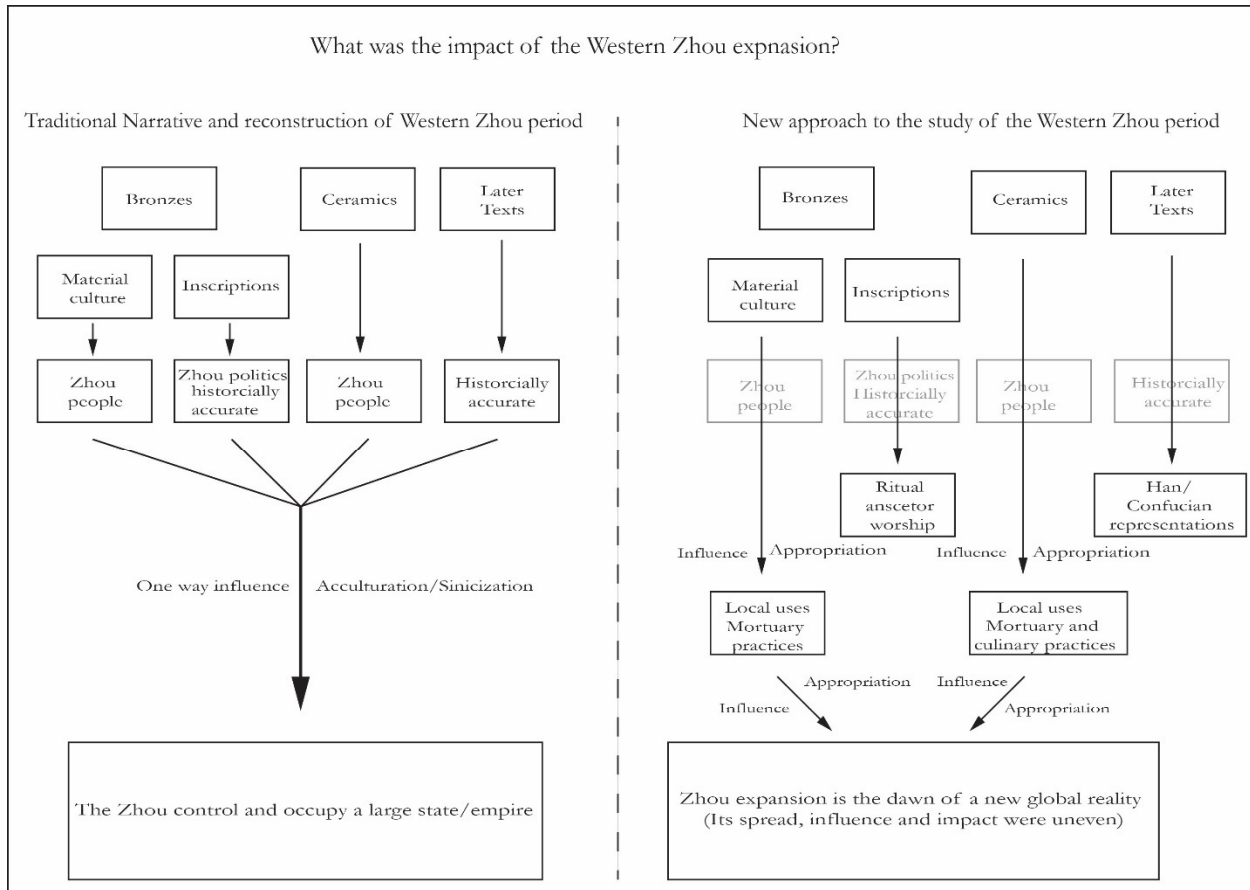 What was the impact of the Western Zhou expnasion?
Traditional Narrative and reconstruction of Western Zhou period
Bronzes
Ceramics
Later
Texts
Material
culture
Inscriptions
Zhou
people
Zhou politics
historcially
accurate
Zhou
people
Historcially
accurate
One way influence
Acculturation/Sinicization
The Zhou control and occupy a large state/empire
New approach to the study of the Western Zhou period
Bronzes
Ceramics
Later
Texts
Material
culture
Inscriptions
Zhou
people
Zhou politics
Historcially
accurate
Zhou
people
Historcially
accurate
Ritual
anscetor
worship
Han/
Confucian
representations
Influence
Appropriation
Influence
Appropriation
Local uses
Mortuary
practices
Local uses
Mortuary and
culinary practices
Appropriation
Influence
Influence
Appropriation
Zhou expansion is the dawn of a new global reality
(Its spread, influence and impact were uneven)